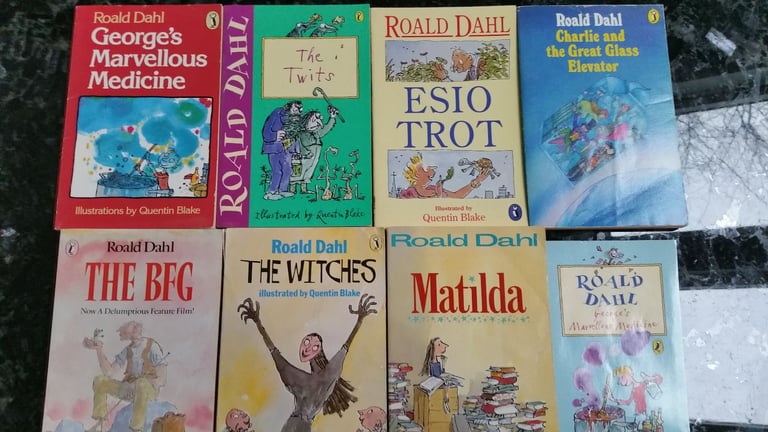 Roald Dahl
George's
Marvellous
Medicine
Illustrations by Quentin Blake
ROALD DAHL
The
Twits
Illustrated by Quentin Blake
ROALD DAHL
ESIO
TROT
Illustrated by
Quentin Blake
Roald Dahl
Charlie and
the Great Glass
Elevator
Roald Dahl
THE BFG
Now A Delumptious Feature Film!
Roald Dahl
THE WITCHES
illustrated by Quentin Blake
Roald Dahl
Matilda
ROALD
DAHL
George's
Marvellous Medicine